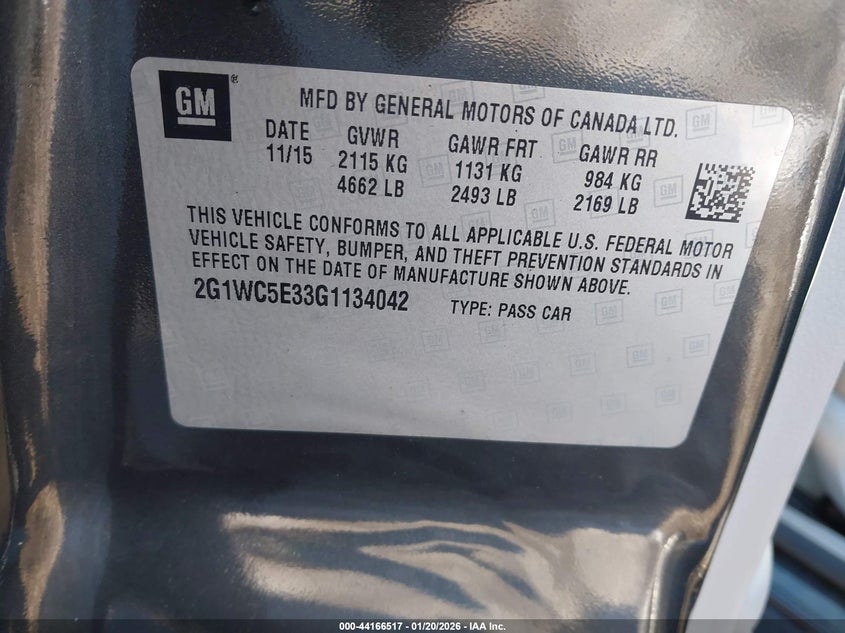 GM ®
MFD BY GENERAL MOTORS OF CANADA LTD.
DATE GVWR GAWR FRT GAWR RR
11/15 2115 KG 1131 KG 984 KG
4662 LB 2493 LB 2169 LB
THIS VEHICLE CONFORMS TO ALL APPLICABLE U.S. FEDERAL MOTOR
VEHICLE SAFETY, BUMPER, AND THEFT PREVENTION STANDARDS IN
EFFECT ON THE DATE OF MANUFACTURE SHOWN ABOVE.
2G1WC5E33G1134042 TYPE: PASS CAR
000-44166517 - 01/20/2026 - IAA Inc.